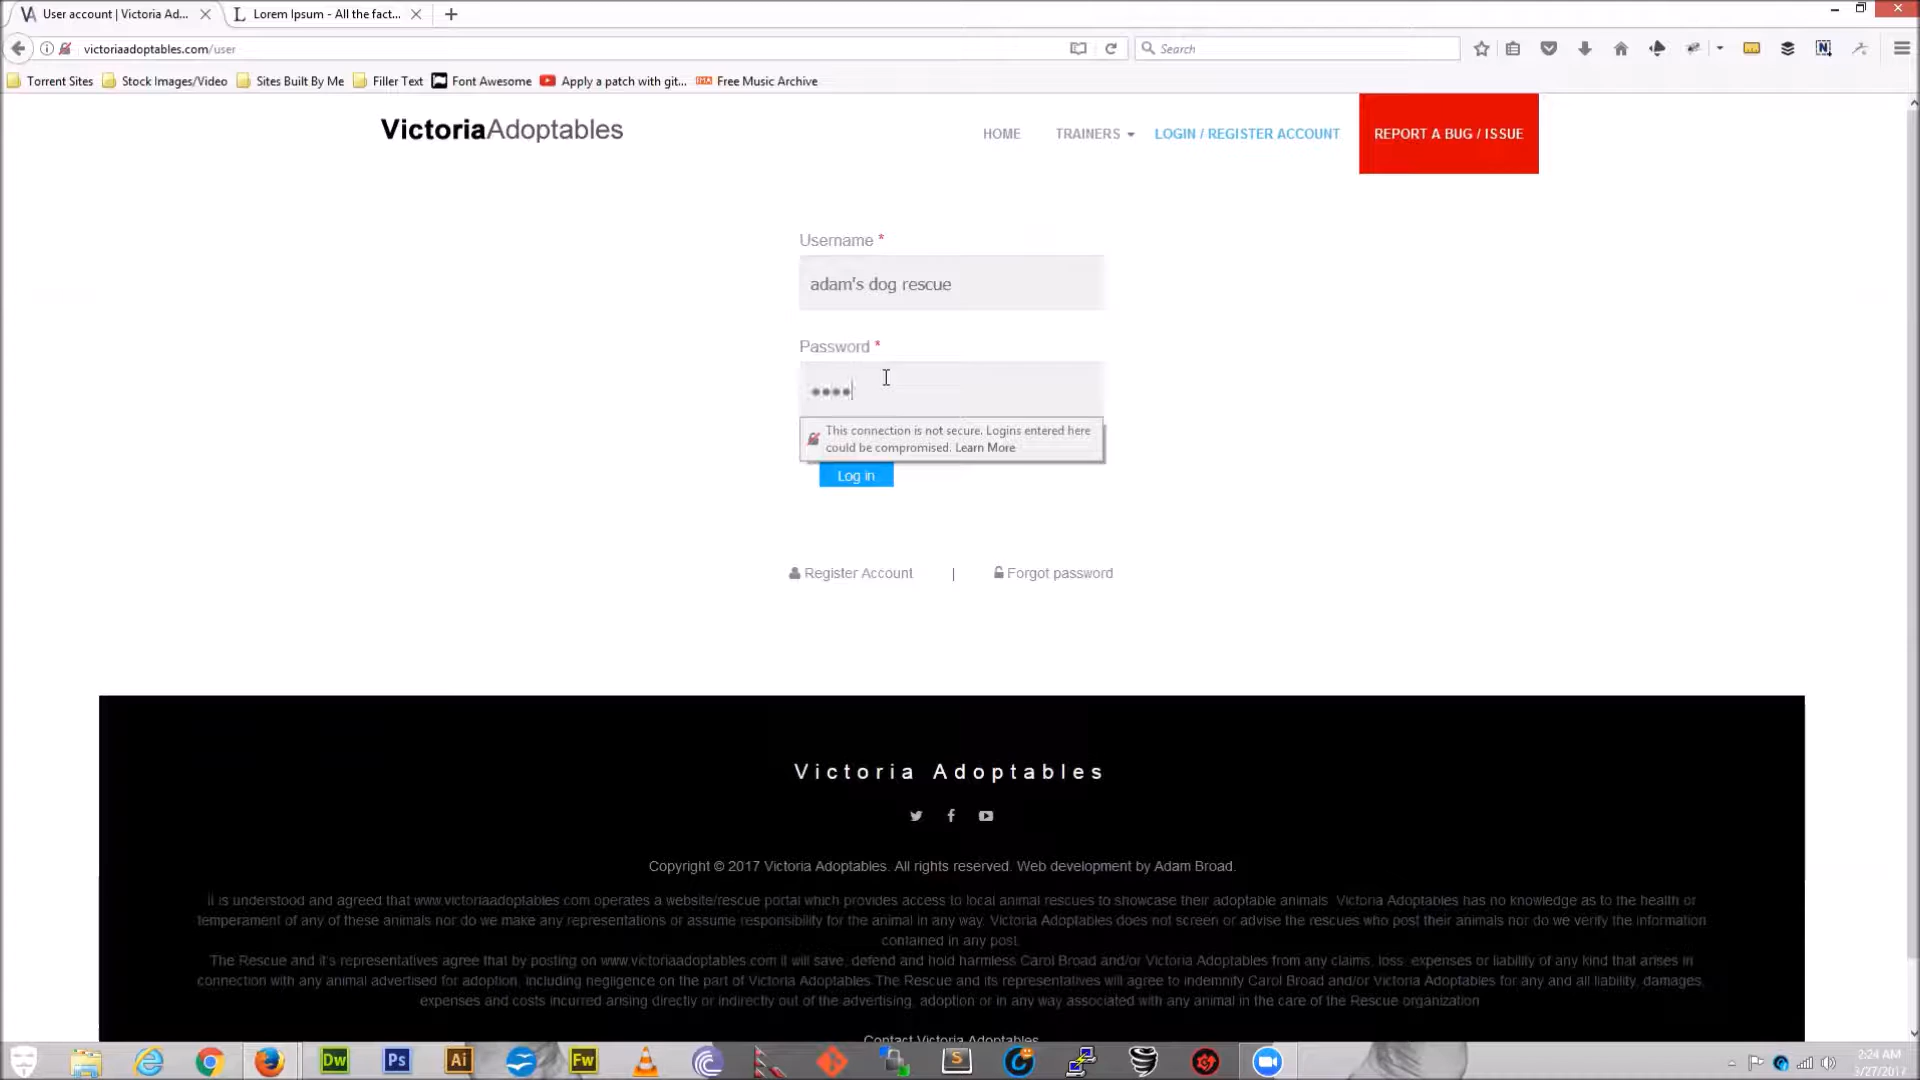 User account | Victoria Ad...
Lorem Ipsum - All the fact...
victoriaadoptables.com/user
Search
Torrent Sites
Stock Images/Video
Sites Built By Me
Filler Text
Font Awesome
Apply a patch with git...
Free Music Archive
VictoriaAdoptables
HOME
TRAINERS
LOGIN / REGISTER ACCOUNT
REPORT A BUG / ISSUE
Username *
adam's dog rescue
Password *
This connection is not secure. Logins entered here
could be compromised. Learn More
Log in
Register Account | Forgot password
Victoria Adoptables
Copyright © 2017 Victoria Adoptables. All rights reserved. Web development by Adam Broad.
It is understood and agreed that www.victoriaadoptables.com operates a website/rescue portal which provides access to local animal rescues to showcase their adoptable animals. Victoria Adoptables has no knowledge as to the health or
temperament of any of these animals nor do we make any representations or assume responsibility for the animal in any way. Victoria Adoptables does not screen or advise the rescues who post their animals nor do we verify the information
contained in any post.
The Rescue and it's representatives agree that by posting on www.victoriaadoptables.com it will save, defend and hold harmless Carol Broad and/or Victoria Adoptables from any claims, loss, expenses or liability of any kind that arises in
connection with any animal advertised for adoption, including negligence on the part of Victoria Adoptables.The Rescue and its representatives will agree to indemnify Carol Broad and/or Victoria Adoptables for any and all liability, damages,
expenses and costs incurred arising directly or indirectly out of the advertising, adoption or in any way associated with any animal in the care of the Rescue organization
Contact Victoria Adoptables
Dw
Ps
Ai
Fw
S
2:24 AM
3/27/2017